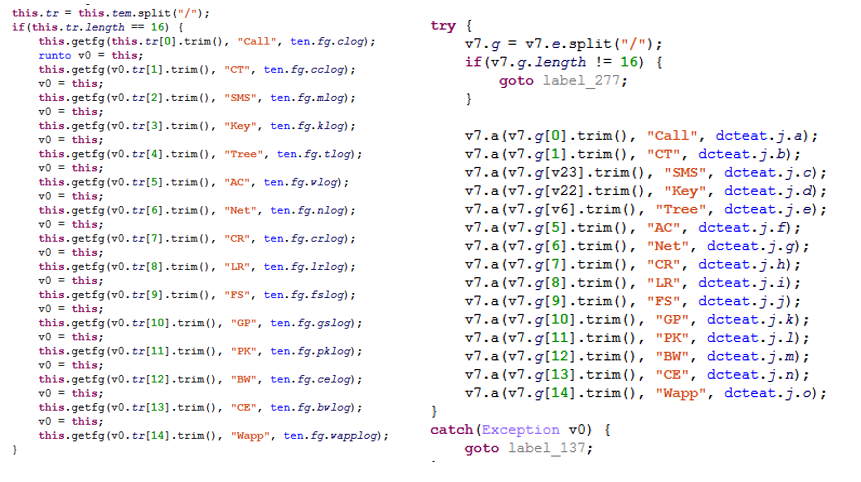 this.tr = this.tem.split("/");
if(this.tr.length == 16) {
this.getfg(this.tr[0].trim(), "Call", ten.fg.clog);
runto v0 = this;
this.getfg(v0.tr[1].trim(), "CT", ten.fg.cclog);
v0 = this;
this.getfg(v0.tr[2].trim(), "SMS", ten.fg.mlog);
v0 = this;
this.getfg(v0.tr[3].trim(), "Key", ten.fg.klog);
v0 = this;
this.getfg(v0.tr[4].trim(), "Tree", ten.fg.tlog);
v0 = this;
this.getfg(v0.tr[5].trim(), "AC", ten.fg.wlog);
v0 = this;
this.getfg(v0.tr[6].trim(), "Net", ten.fg.nlog);
v0 = this;
this.getfg(v0.tr[7].trim(), "CR", ten.fg.crlog);
v0 = this;
this.getfg(v0.tr[8].trim(), "LR", ten.fg.lrlog);
v0 = this;
this.getfg(v0.tr[9].trim(), "FS", ten.fg.fslog);
v0 = this;
this.getfg(v0.tr[10].trim(), "GP", ten.fg.gslog);
v0 = this;
this.getfg(v0.tr[11].trim(), "PK", ten.fg.pklog);
v0 = this;
this.getfg(v0.tr[12].trim(), "BW", ten.fg.celog);
v0 = this;
this.getfg(v0.tr[13].trim(), "CE", ten.fg.bwlog);
v0 = this;
this.getfg(v0.tr[14].trim(), "Wapp", ten.fg.wapplog);
}
try {
v7.g = v7.e.split("/");
if(v7.g.length != 16) {
goto label_277;
}
v7.a(v7.g[0].trim(), "Call", dcteat.j.a);
v7.a(v7.g[1].trim(), "CT", dcteat.j.b);
v7.a(v7.g[v23].trim(), "SMS", dcteat.j.c);
v7.a(v7.g[v22].trim(), "Key", dcteat.j.d);
v7.a(v7.g[v6].trim(), "Tree", dcteat.j.e);
v7.a(v7.g[5].trim(), "AC", dcteat.j.f);
v7.a(v7.g[6].trim(), "Net", dcteat.j.g);
v7.a(v7.g[7].trim(), "CR", dcteat.j.h);
v7.a(v7.g[8].trim(), "LR", dcteat.j.i);
v7.a(v7.g[9].trim(), "FS", dcteat.j.j);
v7.a(v7.g[10].trim(), "GP", dcteat.j.k);
v7.a(v7.g[11].trim(), "PK", dcteat.j.l);
v7.a(v7.g[12].trim(), "BW", dcteat.j.m);
v7.a(v7.g[13].trim(), "CE", dcteat.j.n);
v7.a(v7.g[14].trim(), "Wapp", dcteat.j.o);
}
catch(Exception v0) {
goto label_137;